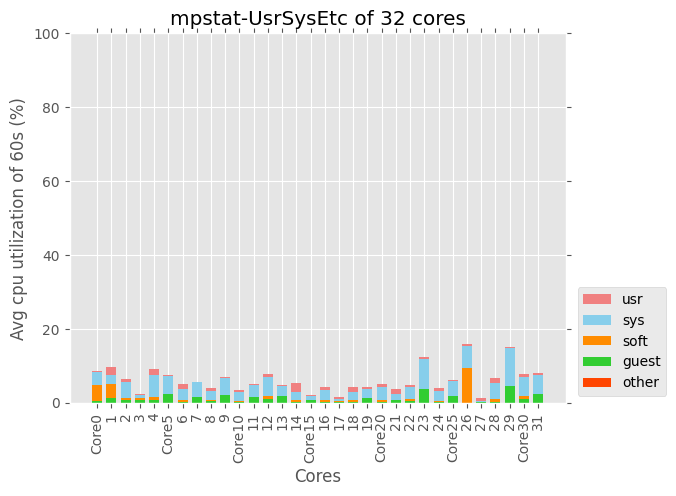 mpstat-UsrSysEtc of 32 cores
Avg cpu utilization of 60s (%)
100
80
60
40
20
0
Core0
1
2
3
4
Core5
6
7
8
9
Core10
11
12
13
14
Core15
16
17
18
19
Core20
21
22
23
24
Core25
26
27
28
29
Core30
31
Cores
usr
sys
soft
guest
other